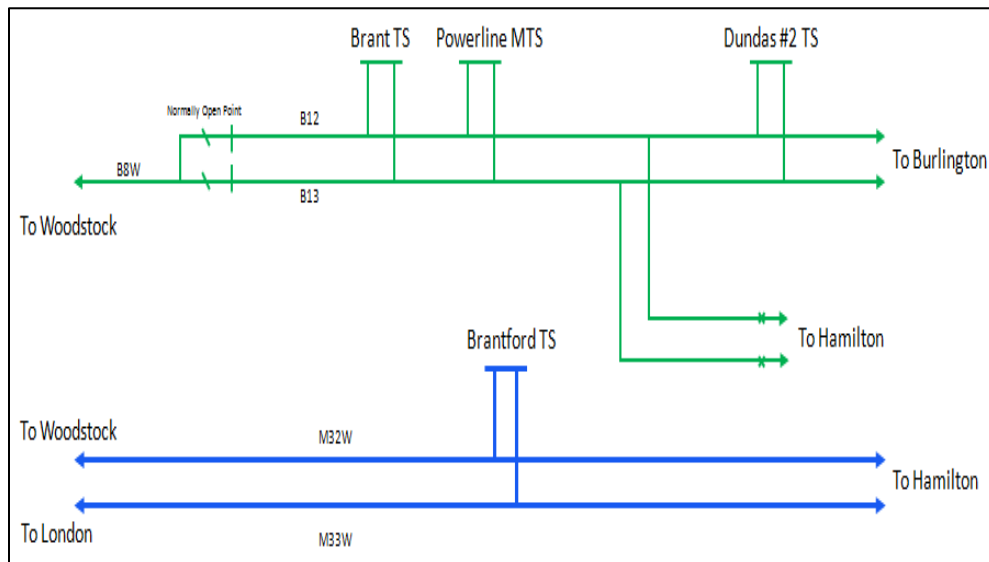 Brant TS
Powerline MTS
Dundas #2 TS
Normally Open Point
B12
To Burlington
B8W
B13
To Woodstock
To Hamilton
Brantford TS
To Woodstock
M32W
To Hamilton
To London
M33W